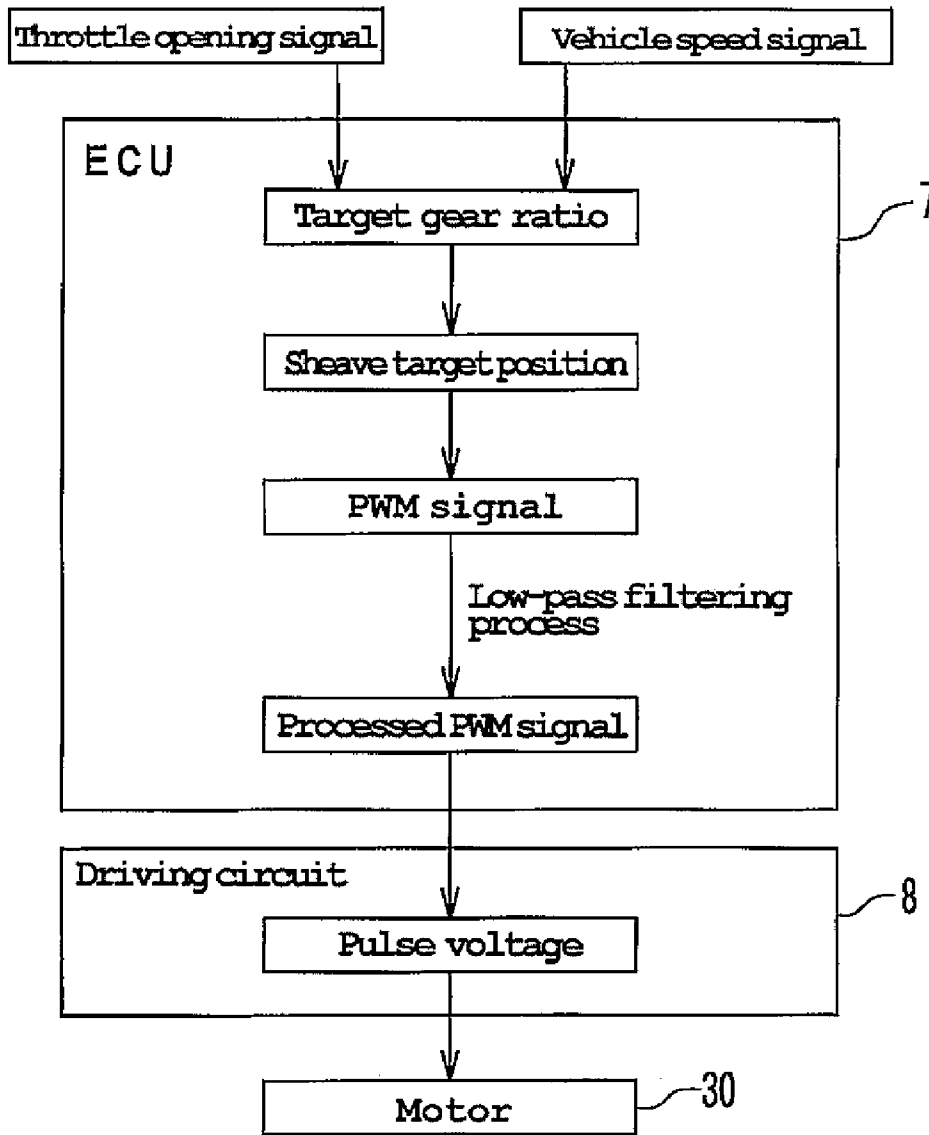 Throttle opening signal
Vehicle speed signal
ECU
7
Target gear ratio
Sheave target position
PWM signal
Low-pass filtering
process
Processed PWM signal
Driving circuit
8
Pulse voltage
Motor
30